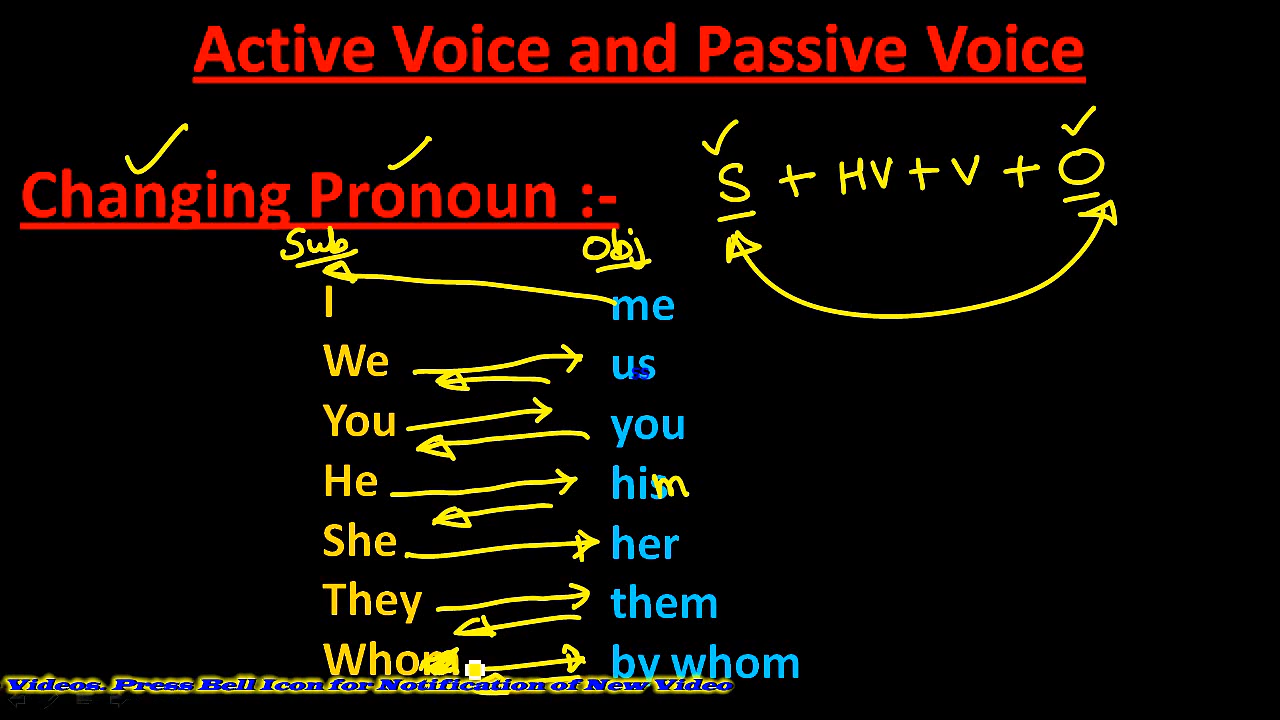 Active Voice and Passive Voice
S + HV + V + O
Changing Pronoun :-
Sub Obj
I me
We us
You you
He him
She her
They them
Whom by whom
Videos. Press Bell Icon for Notification of New Video